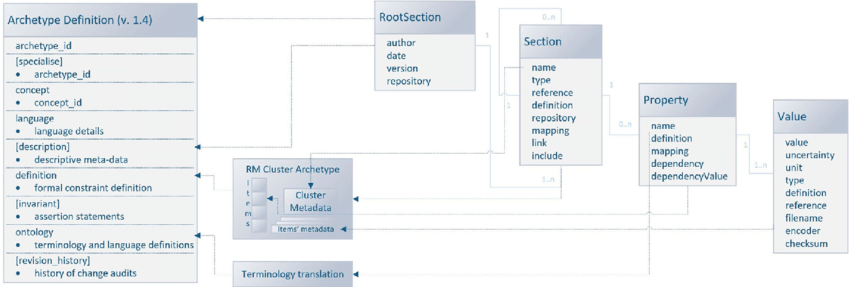 Archetype Definition (v. 1.4)
archetype_id
[specialise]
• archetype_id
concept
• concept_id
language
• language details
[description]
• descriptive meta-data
definition
• formal constraint definition
[invariant]
• assertion statements
ontology
• terminology and language definitions
[revision_history]
• history of change audits
RootSection
author
date
version
repository
RM Cluster Archetype
Items
Cluster
Metadata
Items' metadata
Terminology translation
0..n
1
1
Section
name
type
reference
definition
repository
mapping
link
include
1..n
1
0..n
Property
name
definition
mapping
dependency
dependencyValue
1
1..n
Value
value
uncertainty
unit
type
definition
reference
filename
encoder
checksum